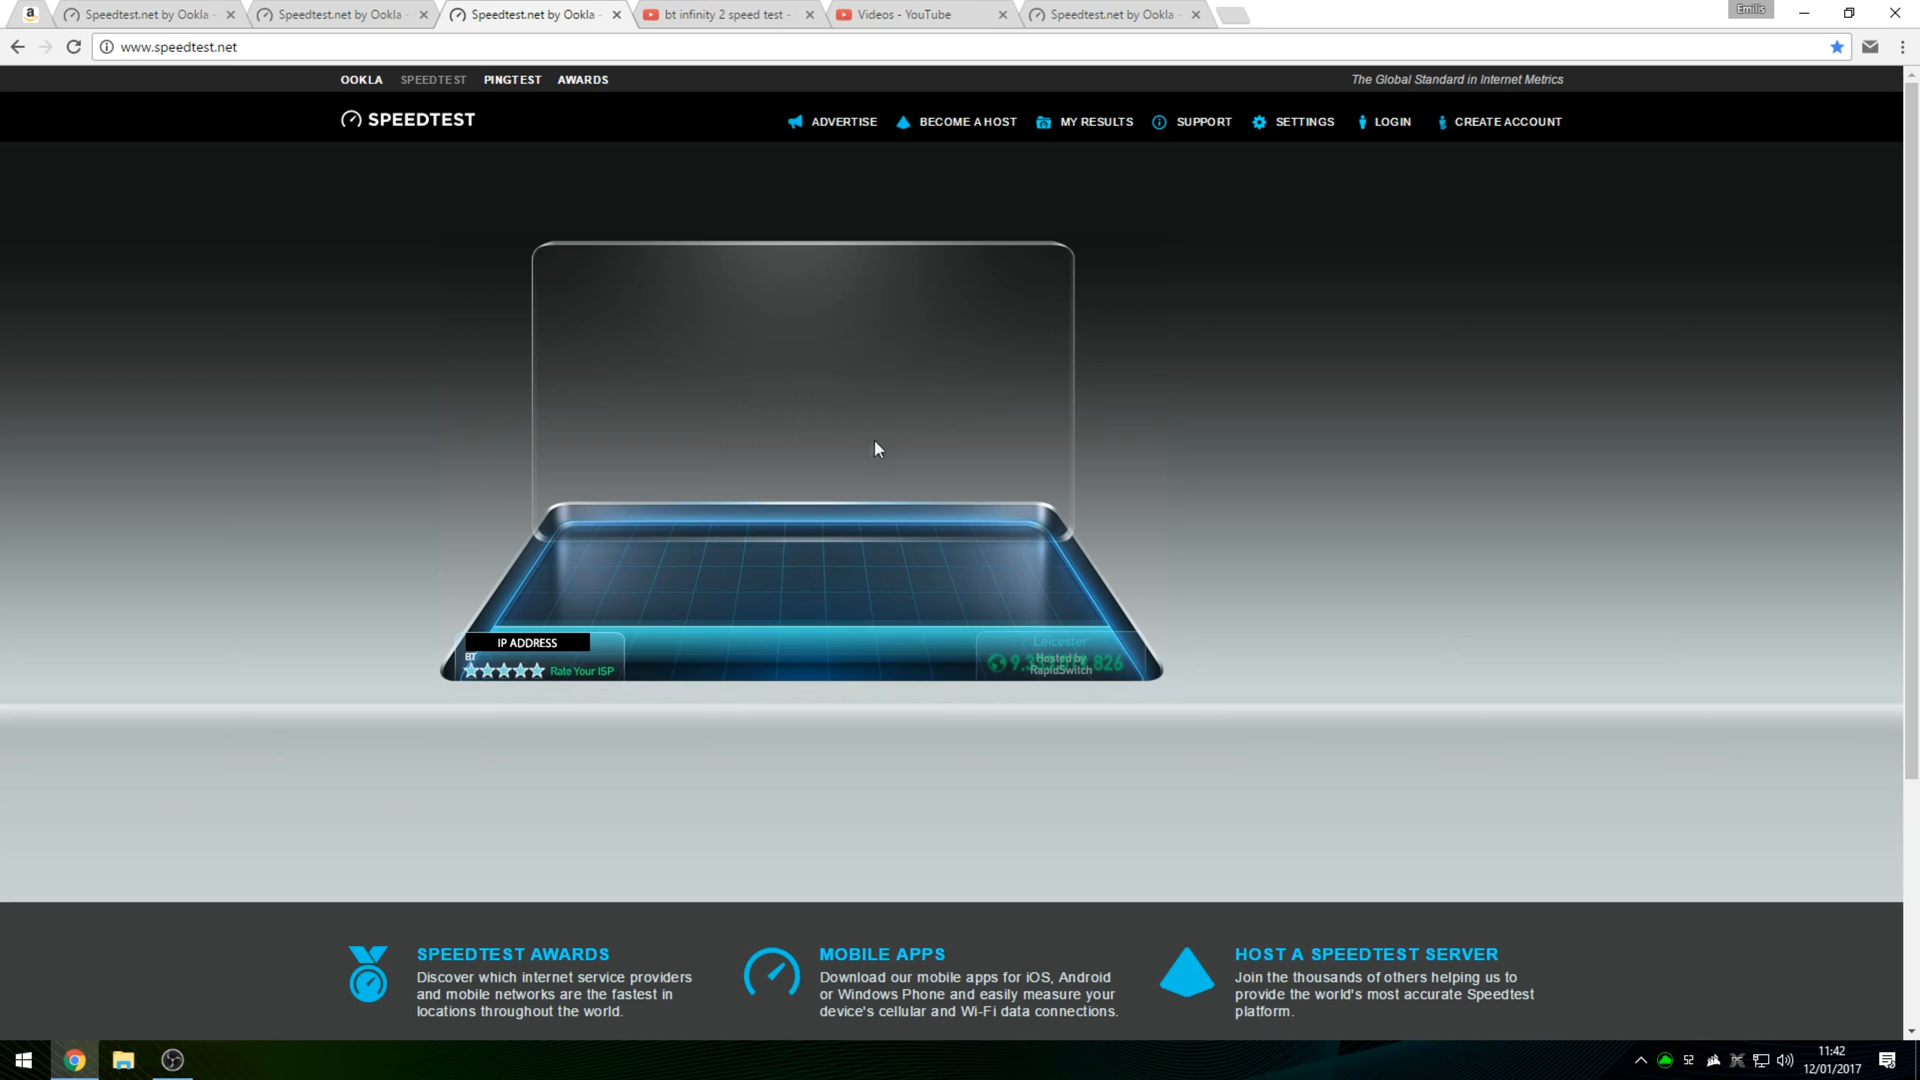 a
Speedtest.net by Ookla -
Speedtest.net by Ookla -
Speedtest.net by Ookla -
bt infinity 2 speed test -
Videos - YouTube
Speedtest.net by Ookla -
Emilis
www.speedtest.net
OOKLA SPEEDTEST PINGTEST AWARDS
The Global Standard in Internet Metrics
SPEEDTEST
ADVERTISE BECOME A HOST MY RESULTS SUPPORT SETTINGS LOGIN CREATE ACCOUNT
IP ADDRESS
BT
Rate Your ISP
Leicester
Hosted by
RapidSwitch
SPEEDTEST AWARDS
Discover which internet service providers
and mobile networks are the fastest in
locations throughout the world.
MOBILE APPS
Download our mobile apps for iOS, Android
or Windows Phone and easily measure your
device's cellular and Wi-Fi data connections.
HOST A SPEEDTEST SERVER
Join the thousands of others helping us to
provide the world's most accurate Speedtest
platform.
52
11:42
12/01/2017